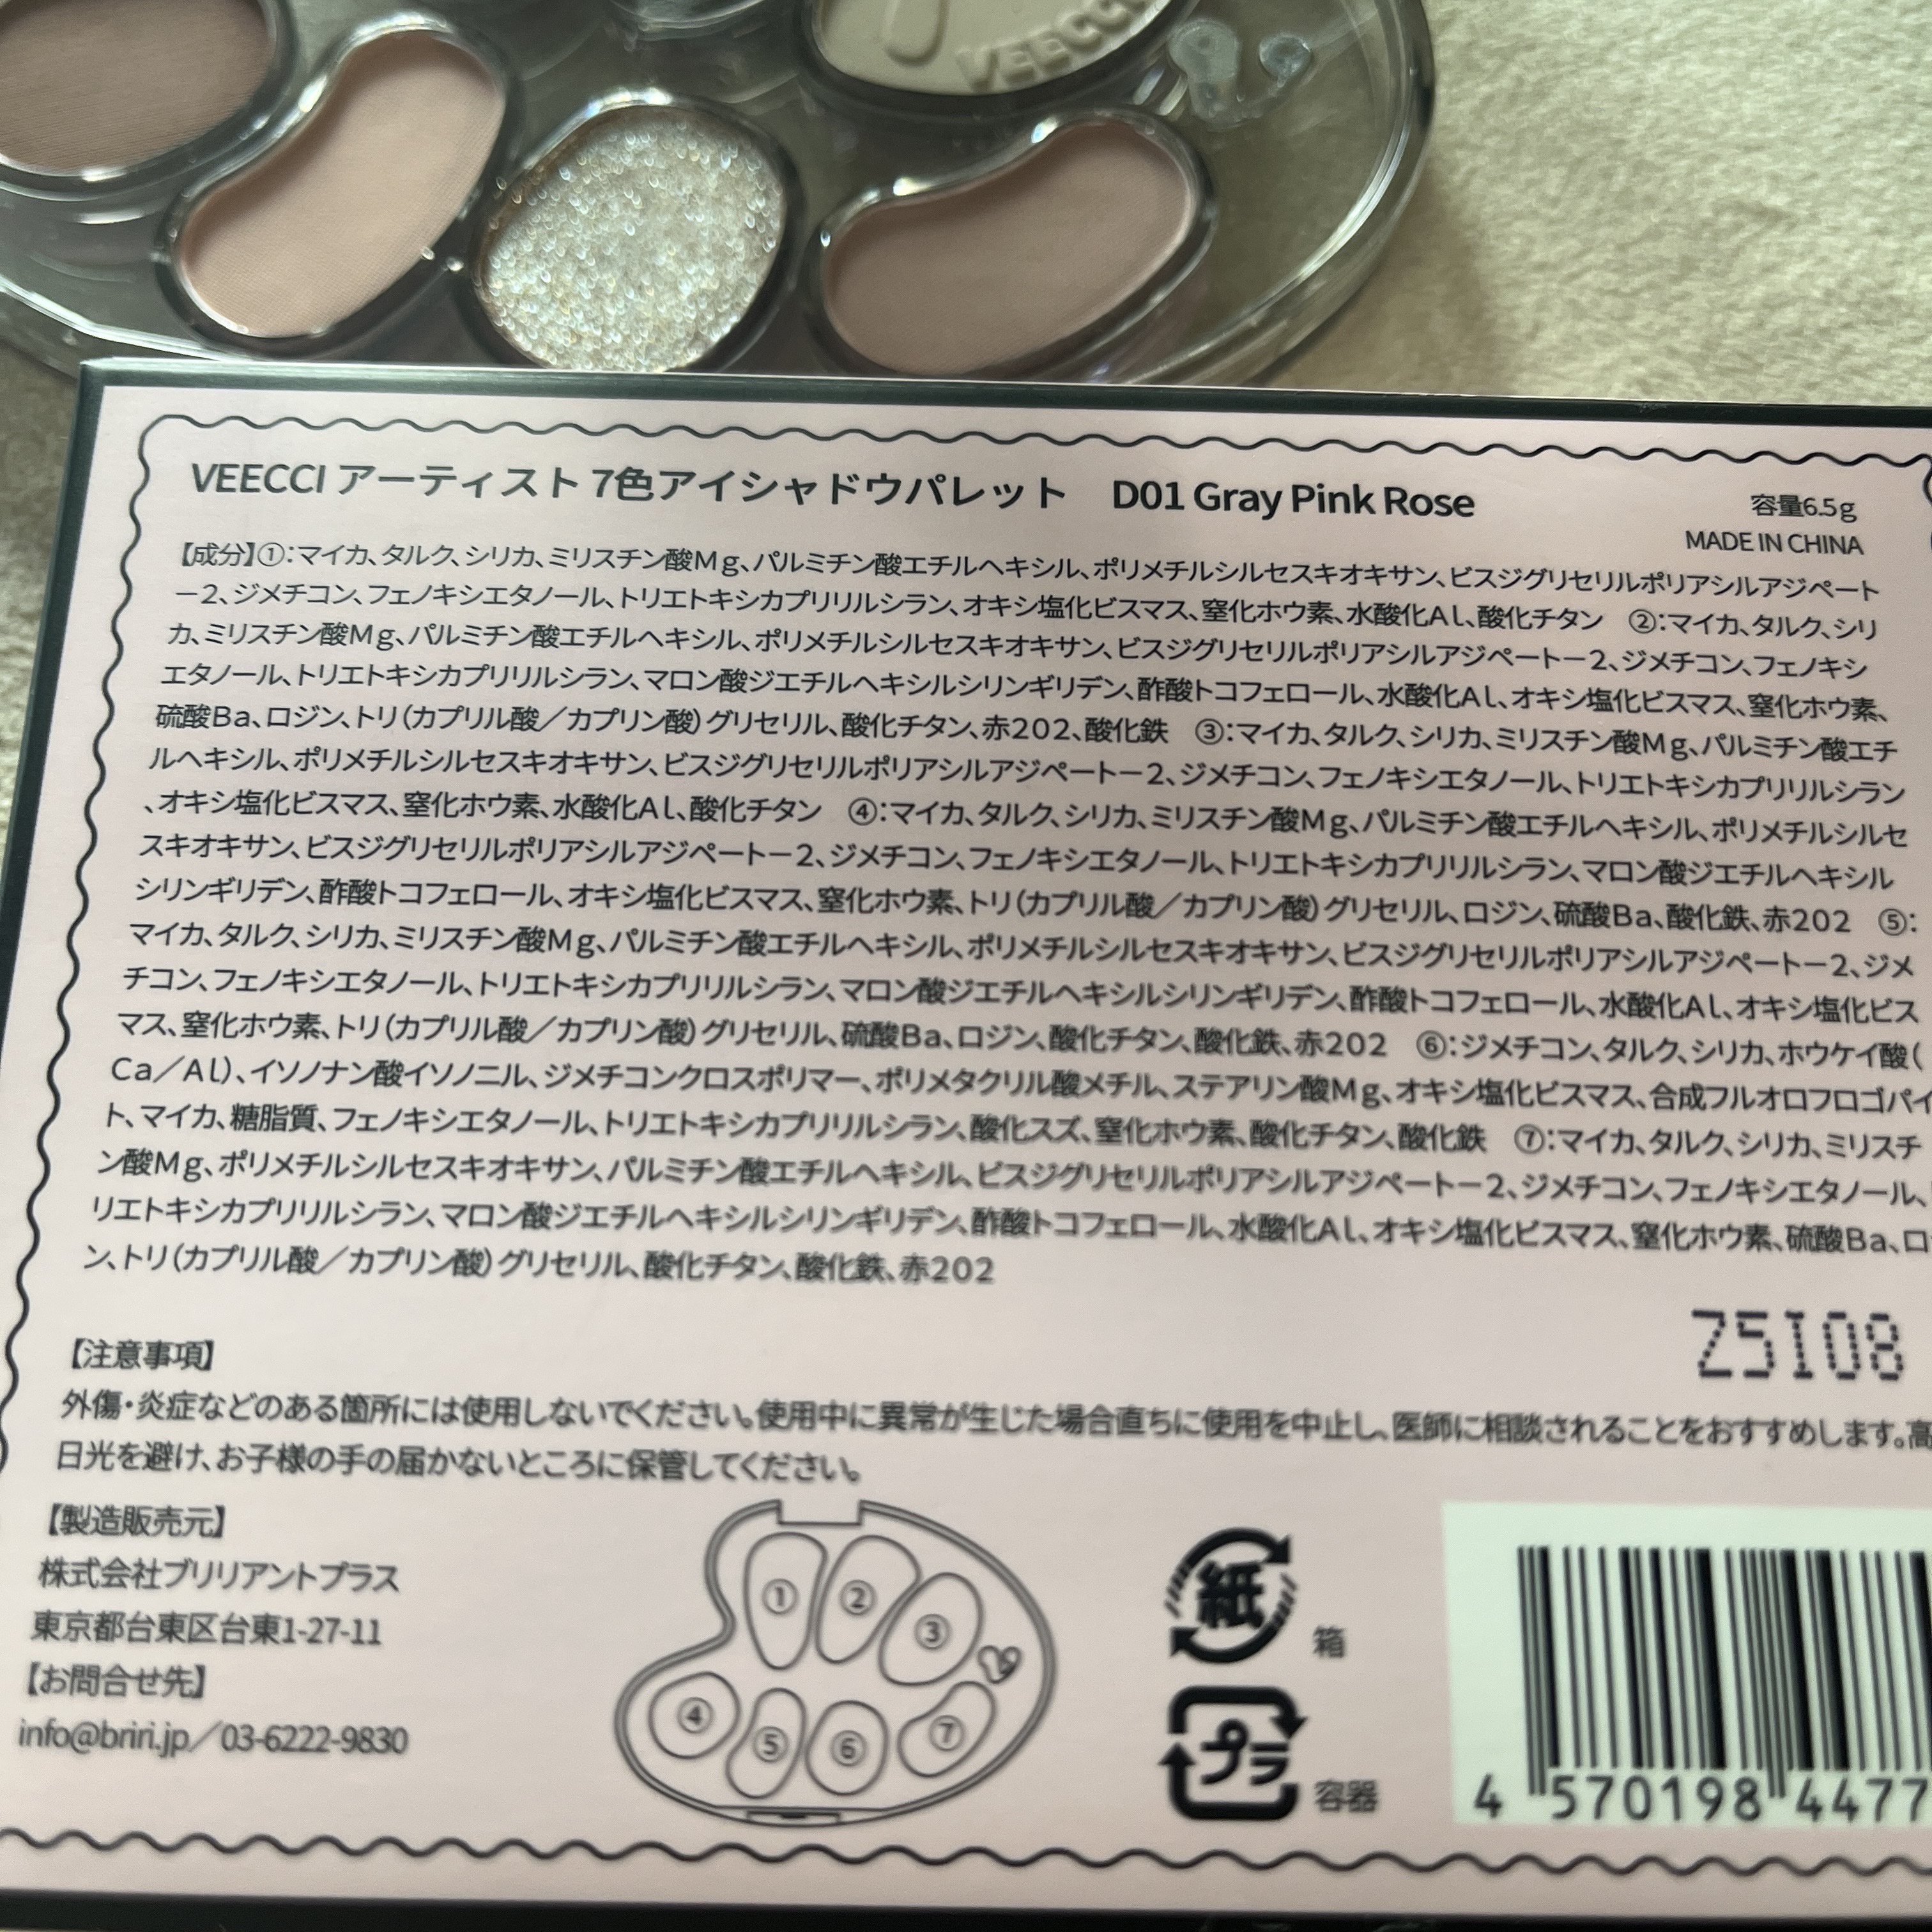 VEECCI
VEECCI アーティスト 7色アイシャドウパレット　D01 Gray Pink Rose
容量6.5g
MADE IN CHINA
【成分】①:マイカ、タルク、シリカ、ミリスチン酸Mg、パルミチン酸エチルヘキシル、ポリメチルシルセスキオキサン、ビスジグリセリルポリアシルアジペート
－2、ジメチコン、フェノキシエタノール、トリエトキシカプリリルシラン、オキシ塩化ビスマス、窒化ホウ素、水酸化Al、酸化チタン　②:マイカ、タルク、シリ
カ、ミリスチン酸Mg、パルミチン酸エチルヘキシル、ポリメチルシルセスキオキサン、ビスジグリセリルポリアシルアジペートー2、ジメチコン、フェノキシ
エタノール、トリエトキシカプリリルシラン、マロン酸ジエチルヘキシルシリンギリデン、酢酸トコフェロール、水酸化Al、オキシ塩化ビスマス、窒化ホウ素、
硫酸Ba、ロジン、トリ(カプリル酸／カプリン酸)グリセリル、酸化チタン、赤202、酸化鉄　③:マイカ、タルク、シリカ、ミリスチン酸Mg、パルミチン酸エチ
ルヘキシル、ポリメチルシルセスキオキサン、ビスジグリセリルポリアシルアジペートー2、ジメチコン、フェノキシエタノール、トリエトキシカプリリルシラン
、オキシ塩化ビスマス、窒化ホウ素、水酸化Al、酸化チタン　④:マイカ、タルク、シリカ、ミリスチン酸Mg、パルミチン酸エチルヘキシル、ポリメチルシルセ
スキオキサン、ビスジグリセリルポリアシルアジペートー2、ジメチコン、フェノキシエタノール、トリエトキシカプリリルシラン、マロン酸ジエチルヘキシル
シリンギリデン、酢酸トコフェロール、オキシ塩化ビスマス、窒化ホウ素、トリ(カプリル酸／カプリン酸)グリセリル、ロジン、硫酸Ba、酸化鉄、赤202　⑤:
マイカ、タルク、シリカ、ミリスチン酸Mg、パルミチン酸エチルヘキシル、ポリメチルシルセスキオキサン、ビスジグリセリルポリアシルアジペートー2、ジメ
チコン、フェノキシエタノール、トリエトキシカプリリルシラン、マロン酸ジエチルヘキシルシリンギリデン、酢酸トコフェロール、水酸化Al、オキシ塩化ビス
マス、窒化ホウ素、トリ(カプリル酸／カプリン酸)グリセリル、硫酸Ba、ロジン、酸化チタン、酸化鉄、赤202　⑥:ジメチコン、タルク、シリカ、ホウケイ酸(
Ca／Al)、イソノナン酸イソノニル、ジメチコンクロスポリマー、ポリメタクリル酸メチル、ステアリン酸Mg、オキシ塩化ビスマス、合成フルオロフロゴパイ
ト、マイカ、糖脂質、フェノキシエタノール、トリエトキシカプリリルシラン、酸化スズ、窒化ホウ素、酸化チタン、酸化鉄　⑦:マイカ、タルク、シリカ、ミリスチ
ン酸Mg、ポリメチルシルセスキオキサン、パルミチン酸エチルヘキシル、ビスジグリセリルポリアシルアジペートー2、ジメチコン、フェノキシエタノール、
リエトキシカプリリルシラン、マロン酸ジエチルヘキシルシリンギリデン、酢酸トコフェロール、水酸化Al、オキシ塩化ビスマス、窒化ホウ素、硫酸Ba、ロ
ン、トリ(カプリル酸／カプリン酸)グリセリル、酸化チタン、酸化鉄、赤202
Z5I08
【注意事項】
外傷・炎症などのある箇所には使用しないでください。使用中に異常が生じた場合直ちに使用を中止し、医師に相談されることをおすすめします。高
日光を避け、お子様の手の届かないところに保管してください。
【製造販売元】
株式会社ブリリアントプラス
東京都台東区台東1-27-11
【お問合せ先】
info@briri.jp／03-6222-9830
① ② ③
④ ⑤ ⑥ ⑦
紙 箱
プラ 容器
4 570198 4477